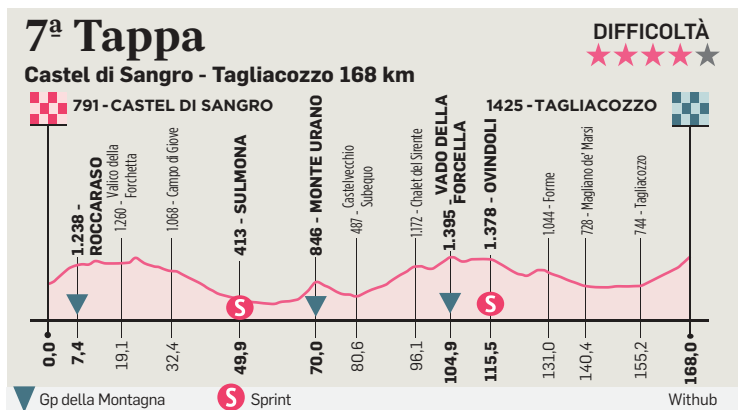 7ª Tappa
DIFFICOLTÀ
Castel di Sangro - Tagliacozzo 168 km
791 - CASTEL DI SANGRO
1425 - TAGLIACOZZO
1.238 -
ROCCARASO
Valico della
1.260 - Forchetta
1.068 - Campo di Giove
413 - SULMONA
846 - MONTE URANO
Castelvecchio
487 - Subequo
1.172 - Chalet del Sirente
1.395 - VADO DELLA
FORCELLA
1.378 - OVINDOLI
1.044 - Forme
728 - Magliano de' Marsi
744 - Tagliacozzo
S
S
0,0
7,4
19,1
32,4
49,9
70,0
80,6
96,1
104,9
115,5
131,0
140,4
155,2
168,0
Gp della Montagna
S Sprint
Withub